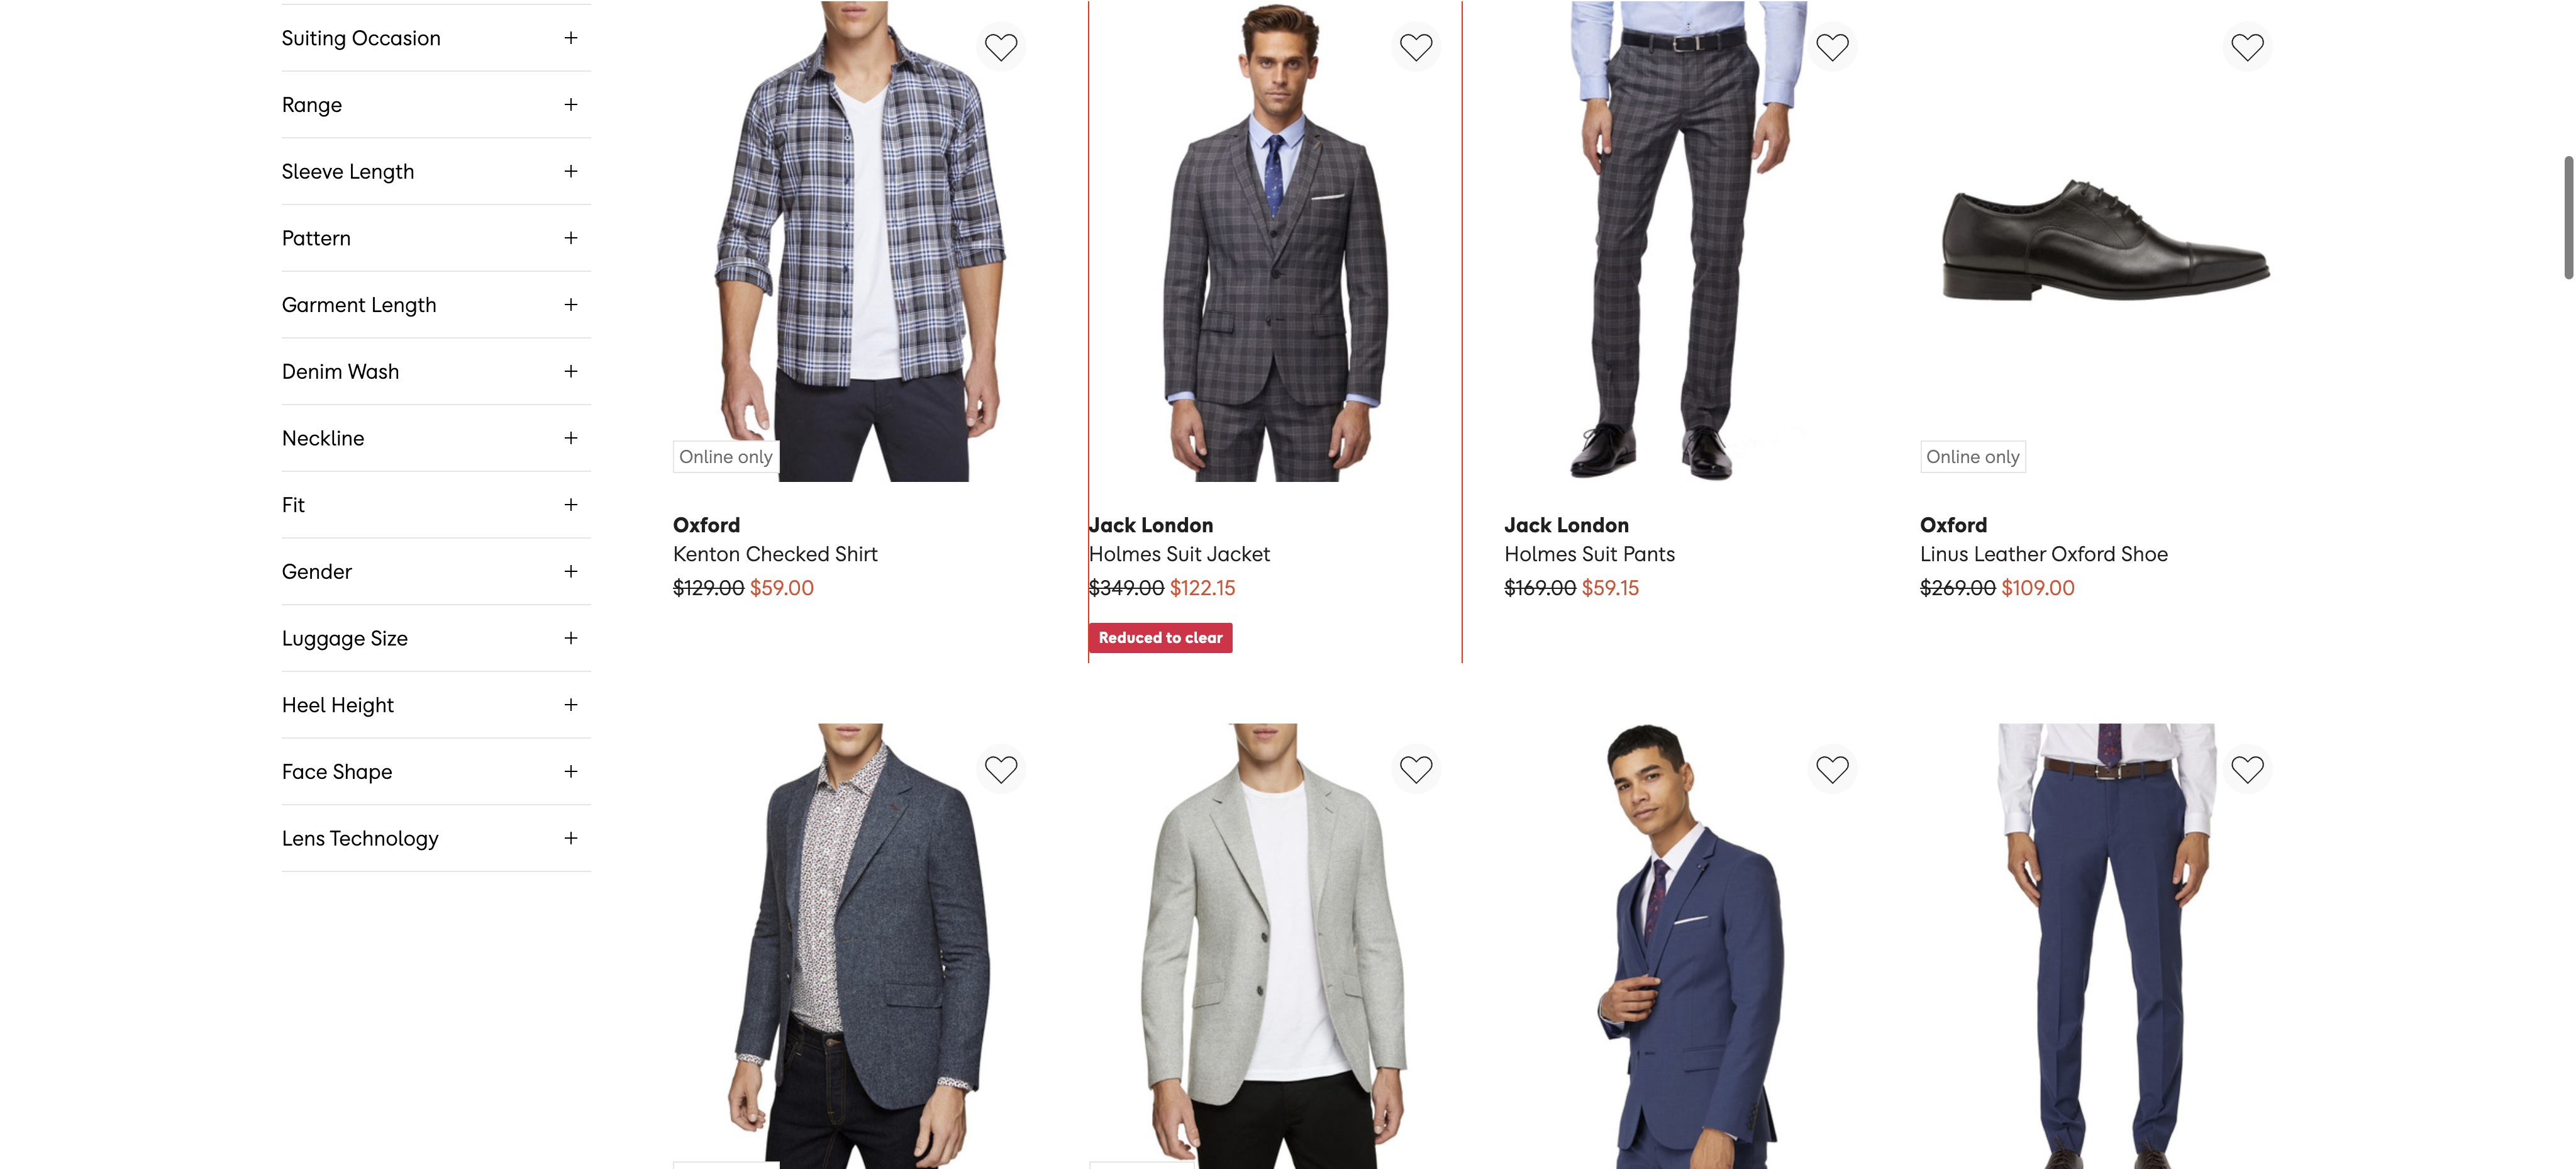 Suiting Occasion
Range
Sleeve Length
Pattern
Garment Length
Denim Wash
Neckline
Fit
Gender
Luggage Size
Heel Height
Face Shape
Lens Technology
Online only
Oxford
Kenton Checked Shirt
$129.00 $59.00
Jack London
Holmes Suit Jacket
$349.00 $122.15
Reduced to clear
Jack London
Holmes Suit Pants
$169.00 $59.15
Online only
Oxford
Linus Leather Oxford Shoe
$269.00 $109.00